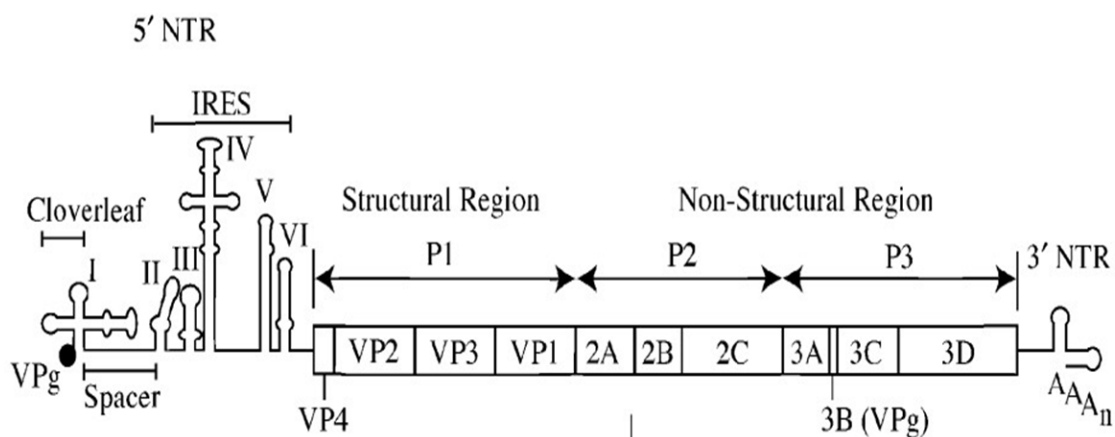 5′ NTR
IRES
IV
Cloverleaf
V
Structural Region
Non-Structural Region
I
II
III
VI
P1
P2
P3
3′ NTR
VPg
Spacer
VP2
VP3
VP1
2A
2B
2C
3A
3C
3D
VP4
3B (VPg)
AAAn